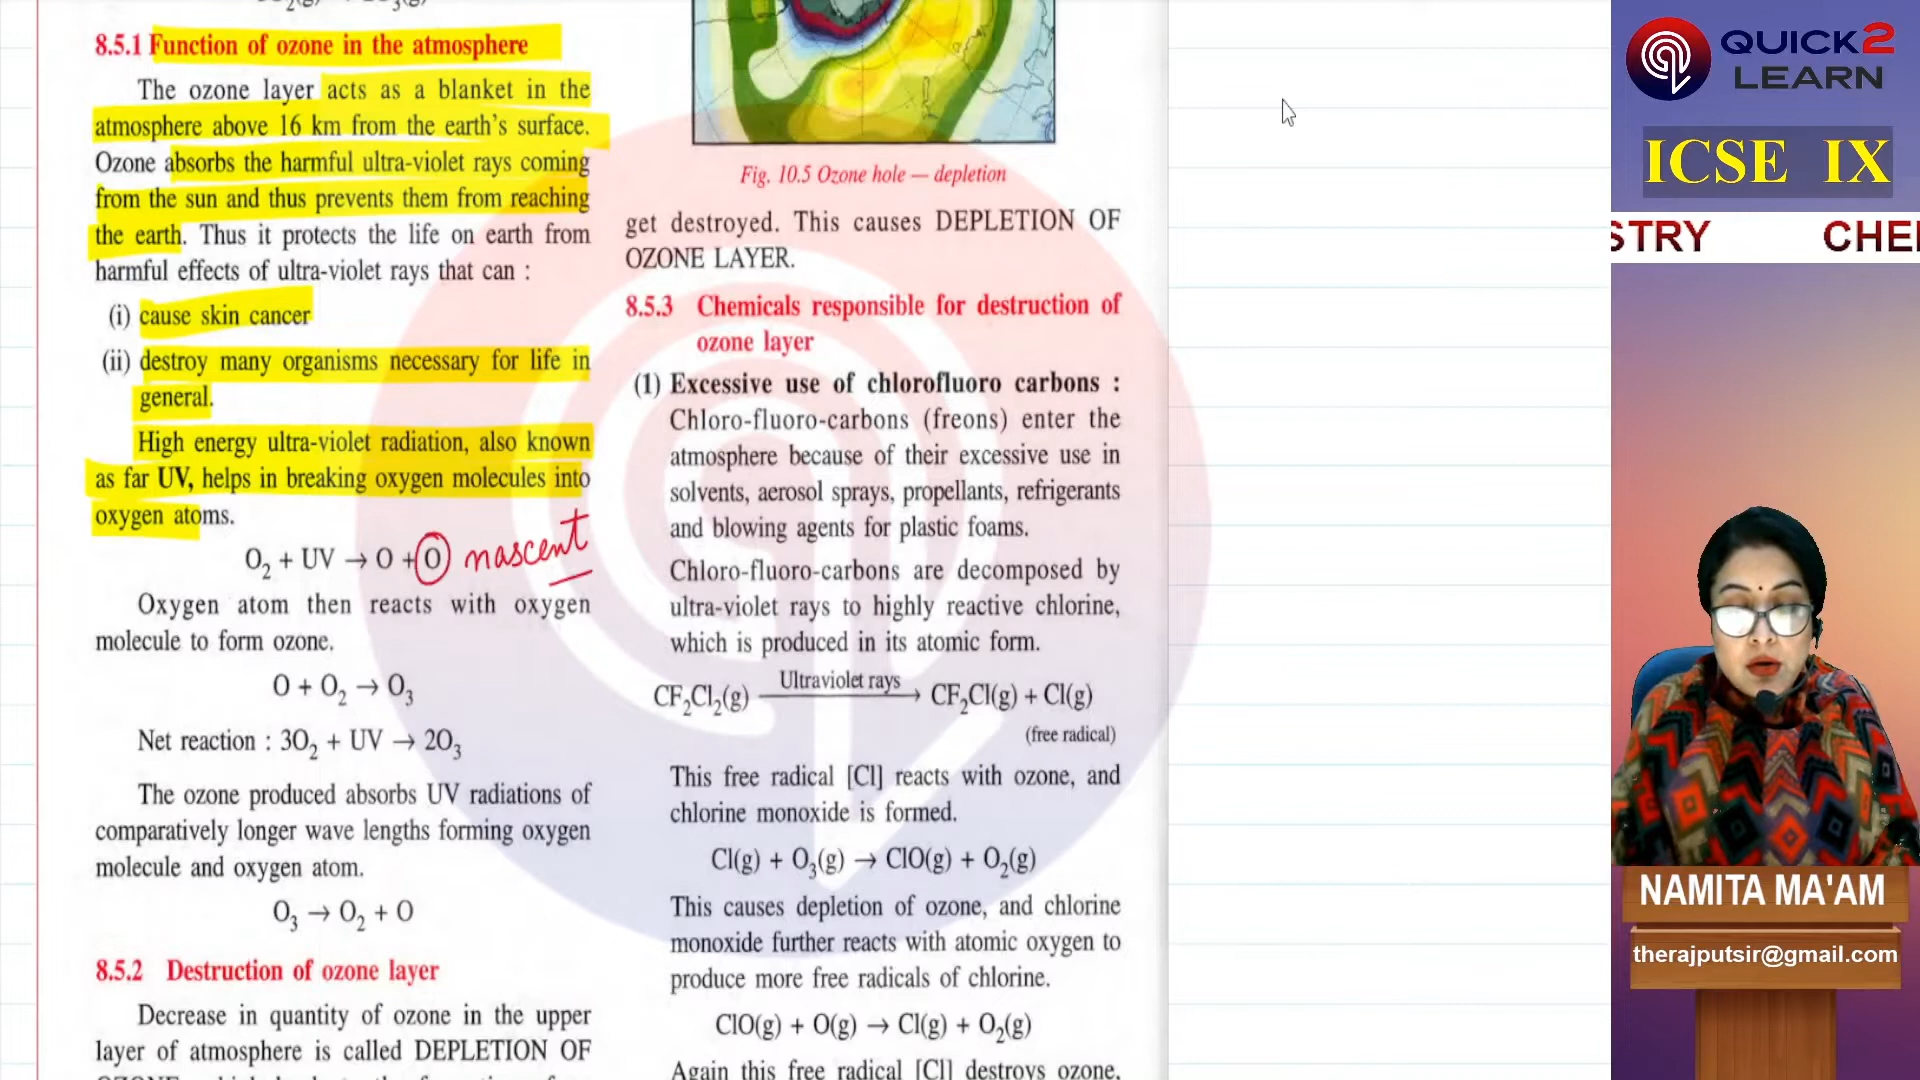 8.5.1 Function of ozone in the atmosphere
The ozone layer acts as a blanket in the
atmosphere above 16 km from the earth's surface.
Ozone absorbs the harmful ultra-violet rays coming
from the sun and thus prevents them from reaching
the earth. Thus it protects the life on earth from
harmful effects of ultra-violet rays that can :
(i) cause skin cancer
(ii) destroy many organisms necessary for life in
general.
High energy ultra-violet radiation, also known
as far UV, helps in breaking oxygen molecules into
oxygen atoms.
O₂ + UV → O + O nascent
Oxygen atom then reacts with oxygen
molecule to form ozone.
O + O₂ → O₃
Net reaction : 3O₂ + UV → 2O₃
The ozone produced absorbs UV radiations of
comparatively longer wave lengths forming oxygen
molecule and oxygen atom.
O₃ → O₂ + O
8.5.2 Destruction of ozone layer
Decrease in quantity of ozone in the upper
layer of atmosphere is called DEPLETION OF
Fig. 10.5 Ozone hole — depletion
get destroyed. This causes DEPLETION OF
OZONE LAYER.
8.5.3 Chemicals responsible for destruction of
ozone layer
(1) Excessive use of chlorofluoro carbons :
Chloro-fluoro-carbons (freons) enter the
atmosphere because of their excessive use in
solvents, aerosol sprays, propellants, refrigerants
and blowing agents for plastic foams.
Chloro-fluoro-carbons are decomposed by
ultra-violet rays to highly reactive chlorine,
which is produced in its atomic form.
Ultraviolet rays
CF₂Cl₂(g) → CF₂Cl(g) + Cl(g)
(free radical)
This free radical [Cl] reacts with ozone, and
chlorine monoxide is formed.
Cl(g) + O₃(g) → ClO(g) + O₂(g)
This causes depletion of ozone, and chlorine
monoxide further reacts with atomic oxygen to
produce more free radicals of chlorine.
ClO(g) + O(g) → Cl(g) + O₂(g)
Again this free radical [Cl] destroys ozone,
QUICK2
LEARN
ICSE IX
STRY CHE
NAMITA MA'AM
therajputsir@gmail.com